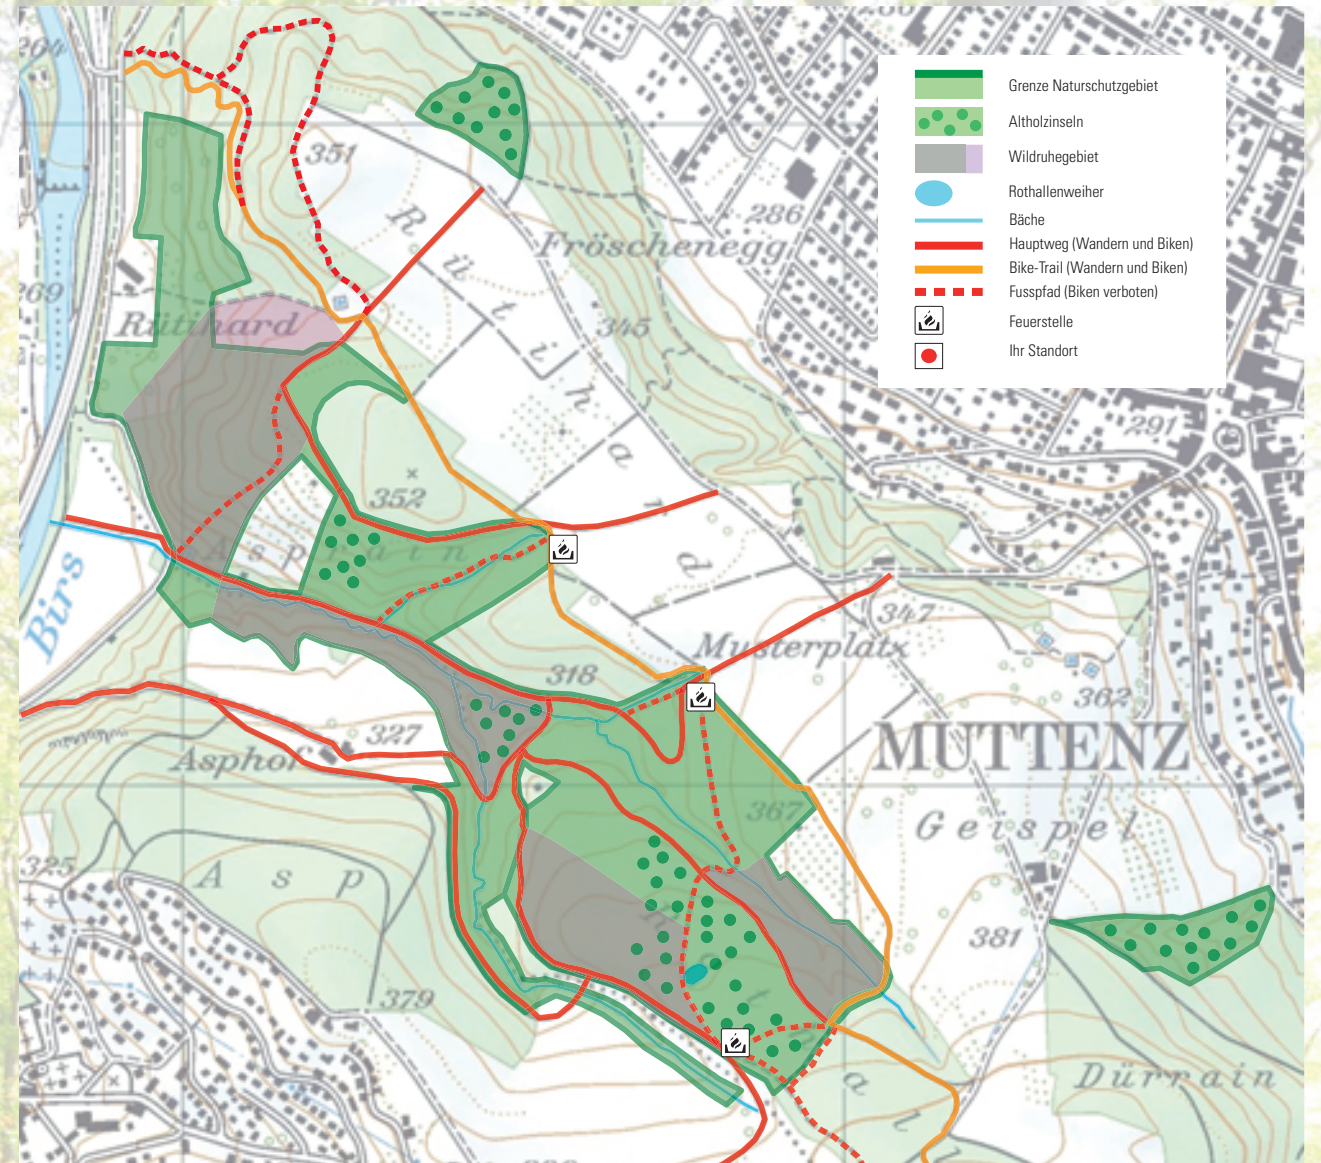 Grenze Naturschutzgebiet
Altholzinseln
Wildruhegebiet
Rothallenweiher
Bäche
Hauptweg (Wandern und Biken)
Bike-Trail (Wandern und Biken)
Fusspfad (Biken verboten)
Feuerstelle
Ihr Standort
351
Rütihard
286
Fröschenegg
269
Rütihard
345
291
352
Asprain
Birs
347
Musterplatz
318
363
MUTTENZ
327
Asphof
367
Geispel
325
Asp
381
379
Dürrain